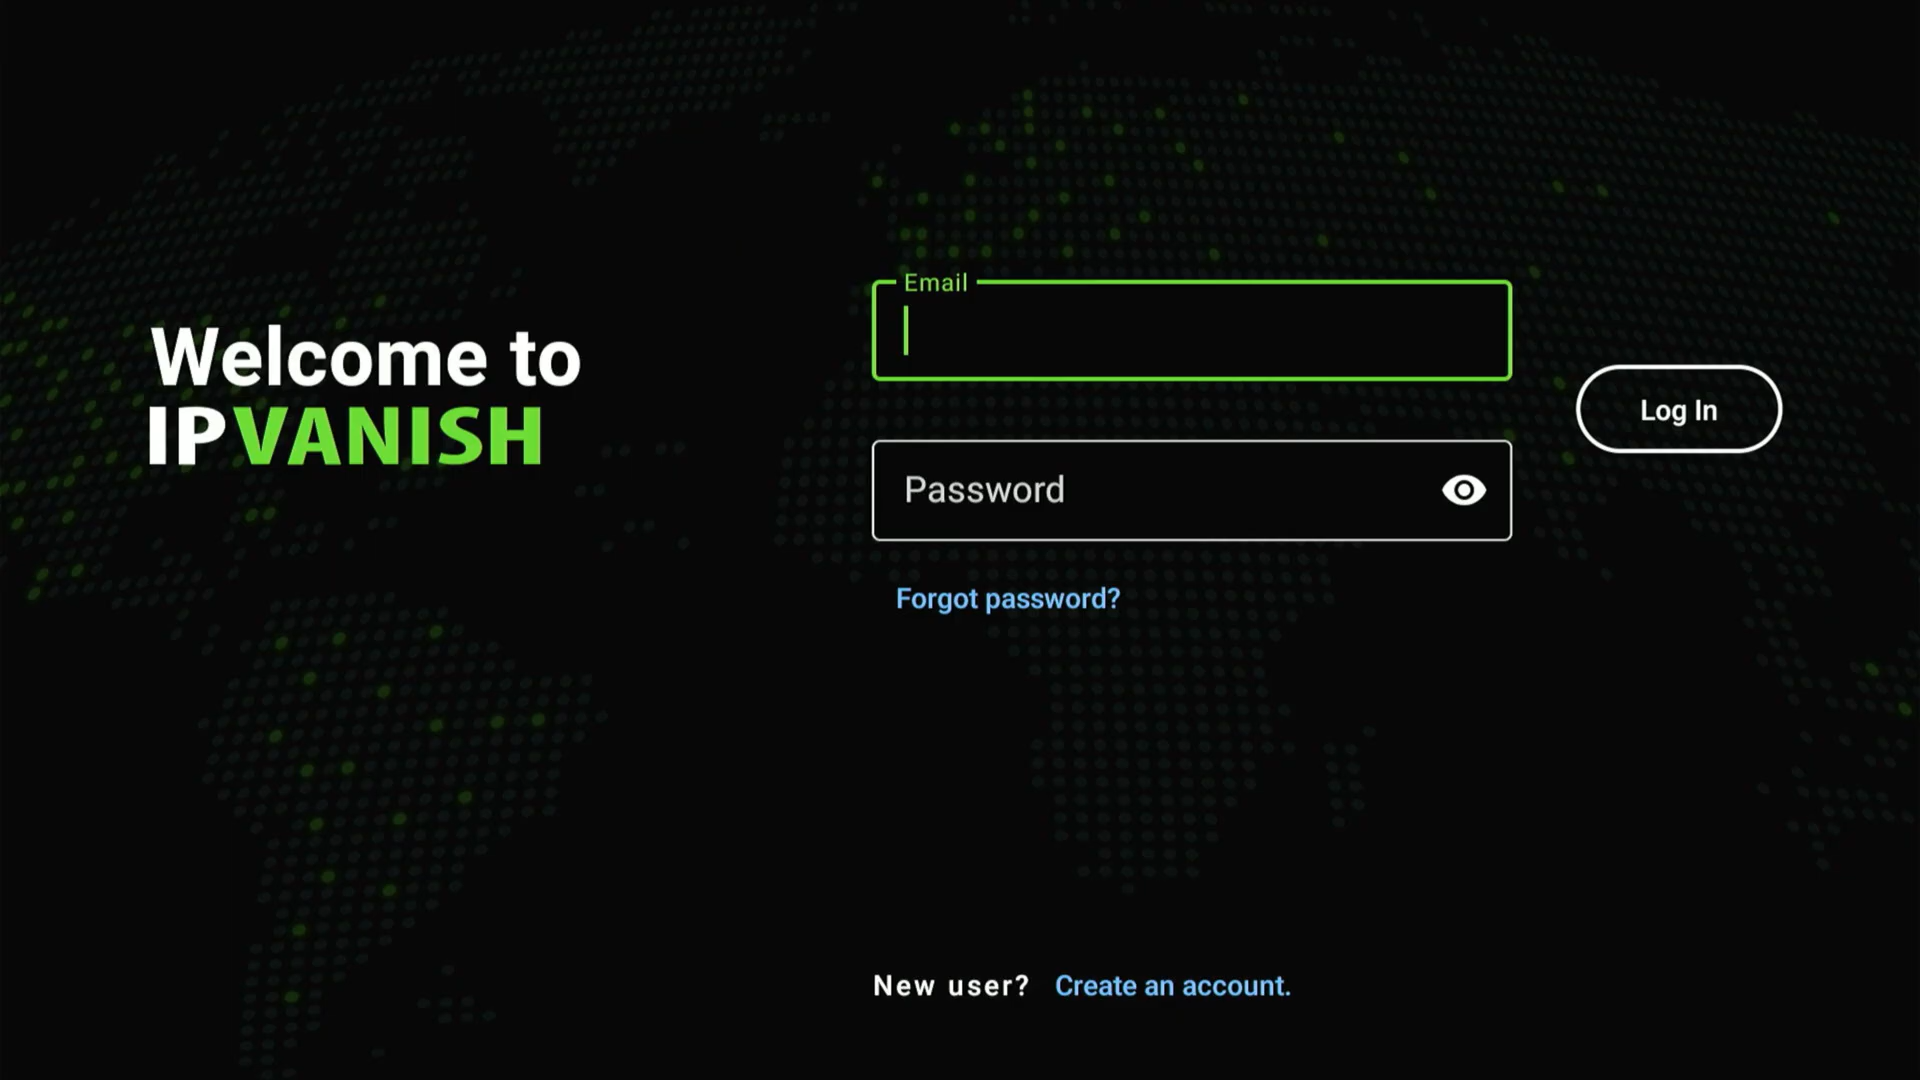 Welcome to
IPVANISH
Email
Password
Log In
Forgot password?
New user? Create an account.